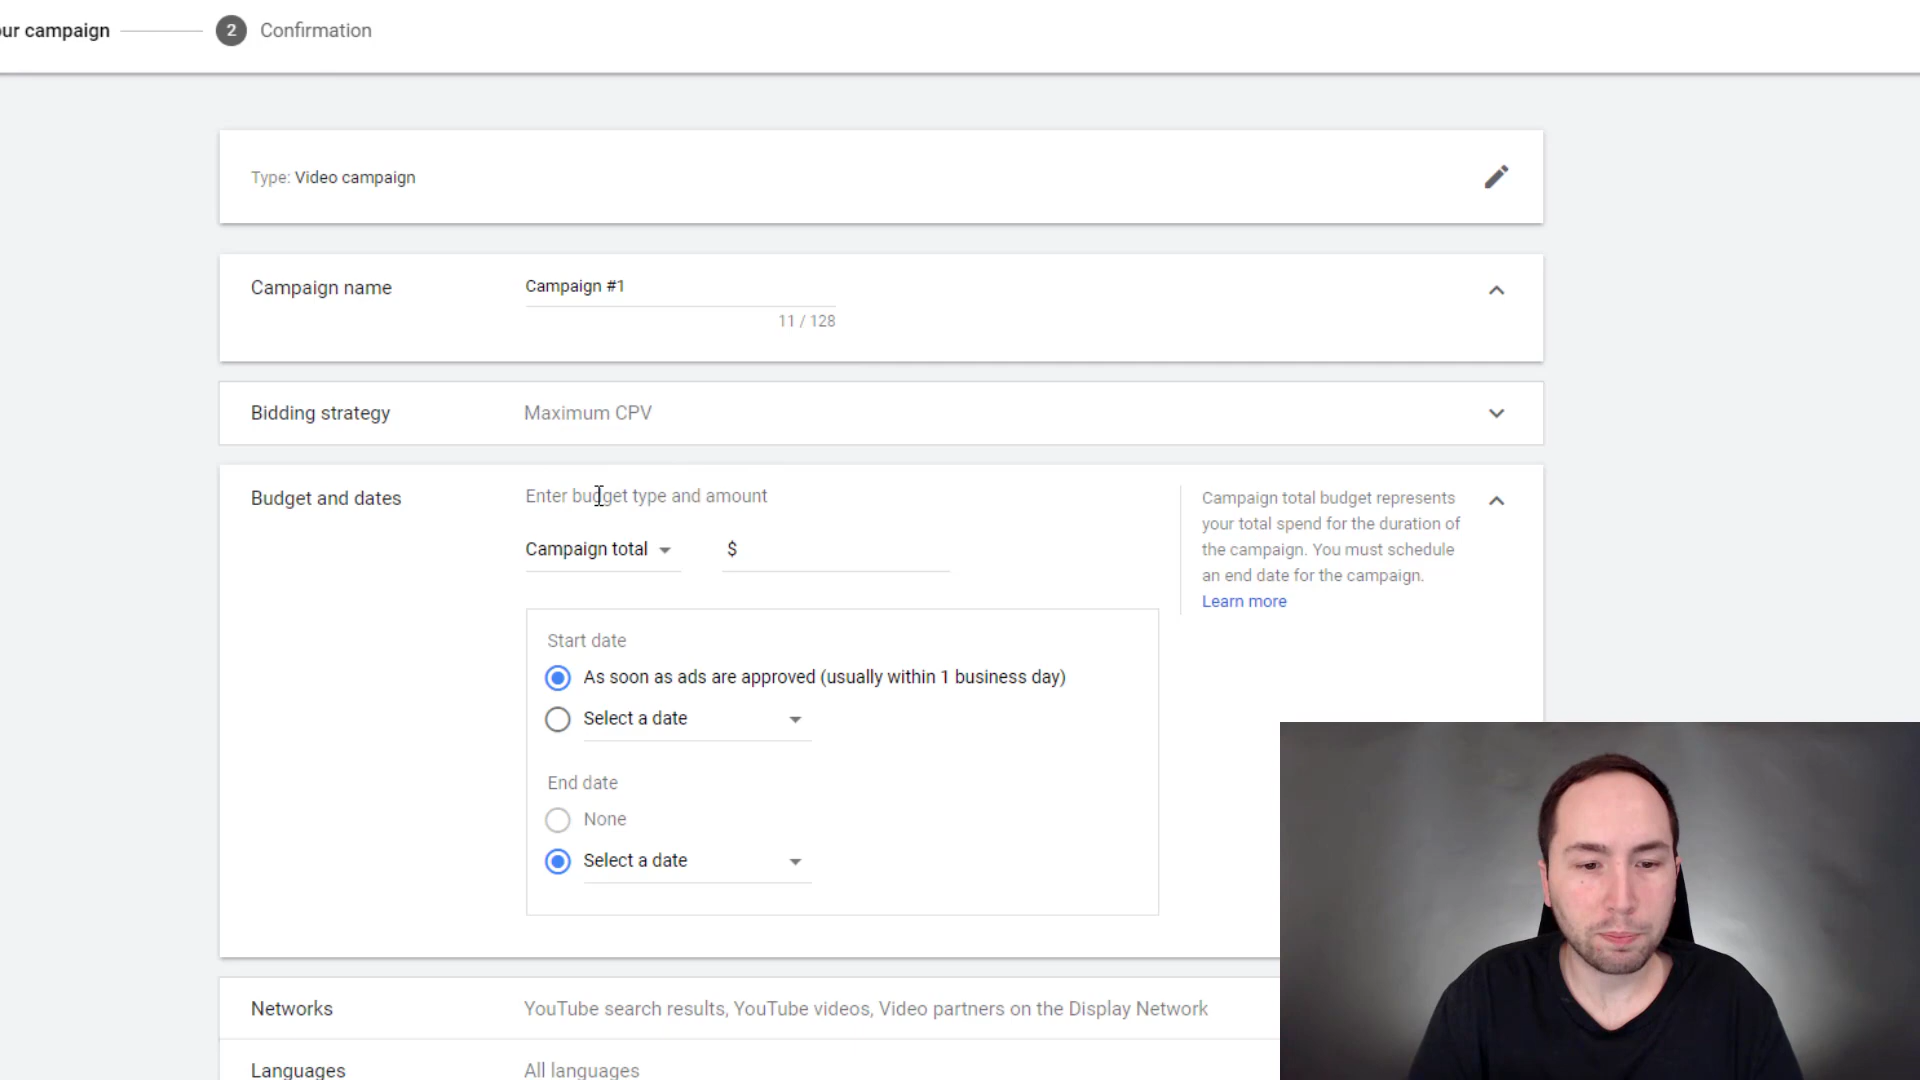 our campaign
2 Confirmation
Type: Video campaign
Campaign name
Campaign #1
11 / 128
Bidding strategy
Maximum CPV
Budget and dates
Enter budget type and amount
Campaign total
$
Campaign total budget represents
your total spend for the duration of
the campaign. You must schedule
an end date for the campaign.
Learn more
Start date
As soon as ads are approved (usually within 1 business day)
Select a date
End date
None
Select a date
Networks
YouTube search results, YouTube videos, Video partners on the Display Network
Languages
All languages